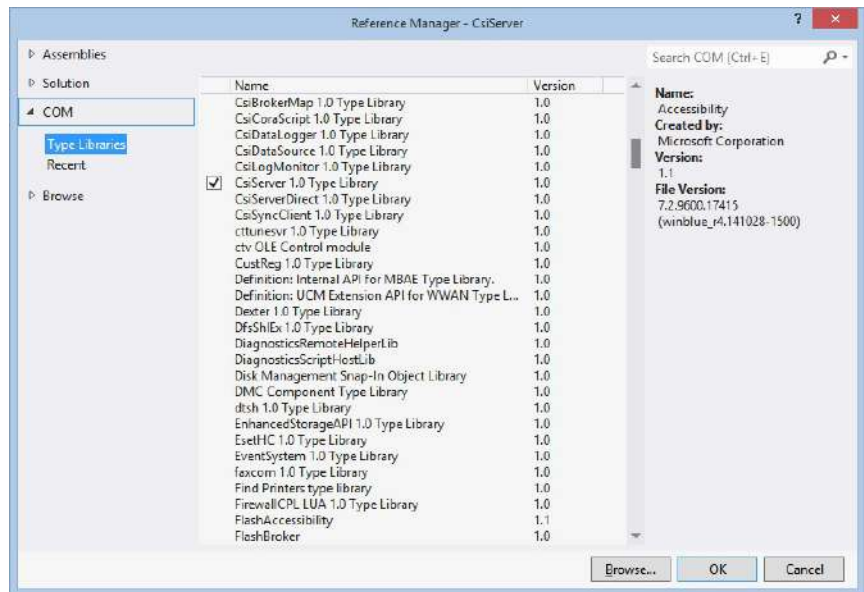 Reference Manager - CsiServer
? ×
Assemblies
Solution
COM
Type Libraries
Recent
Browse
Name Version
CsiBrokerMap 1.0 Type Library 1.0
CsiCoraScript 1.0 Type Library 1.0
CsiDataLogger 1.0 Type Library 1.0
CsiDataSource 1.0 Type Library 1.0
CsiLogMonitor 1.0 Type Library 1.0
CsiServer 1.0 Type Library 1.0
CsiServerDirect 1.0 Type Library 1.0
CsiSyncClient 1.0 Type Library 1.0
cttunesvr 1.0 Type Library 1.0
ctv OLE Control module 1.0
CustReg 1.0 Type Library 1.0
Definition: Internal API for MBAE Type Library. 1.0
Definition: UCM Extension API for WWAN Type L... 1.0
Dexter 1.0 Type Library 1.0
DfsShlEx 1.0 Type Library 1.0
DiagnosticsRemoteHelperLib 1.0
DiagnosticsScriptHostLib 1.0
Disk Management Snap-In Object Library 1.0
DMC Component Type Library 1.0
dtsh 1.0 Type Library 1.0
EnhancedStorageAPI 1.0 Type Library 1.0
EsetHC 1.0 Type Library 1.0
EventSystem 1.0 Type Library 1.0
faxcom 1.0 Type Library 1.0
Find Printers type library 1.0
FirewallCPL LUA 1.0 Type Library 1.0
FlashAccessibility 1.1
FlashBroker 1.0
Search COM (Ctrl+E)
Name:
Accessibility
Created by:
Microsoft Corporation
Version:
1.1
File Version:
7.2.9600.17415
(winblue_r4.141028-1500)
Browse... OK Cancel